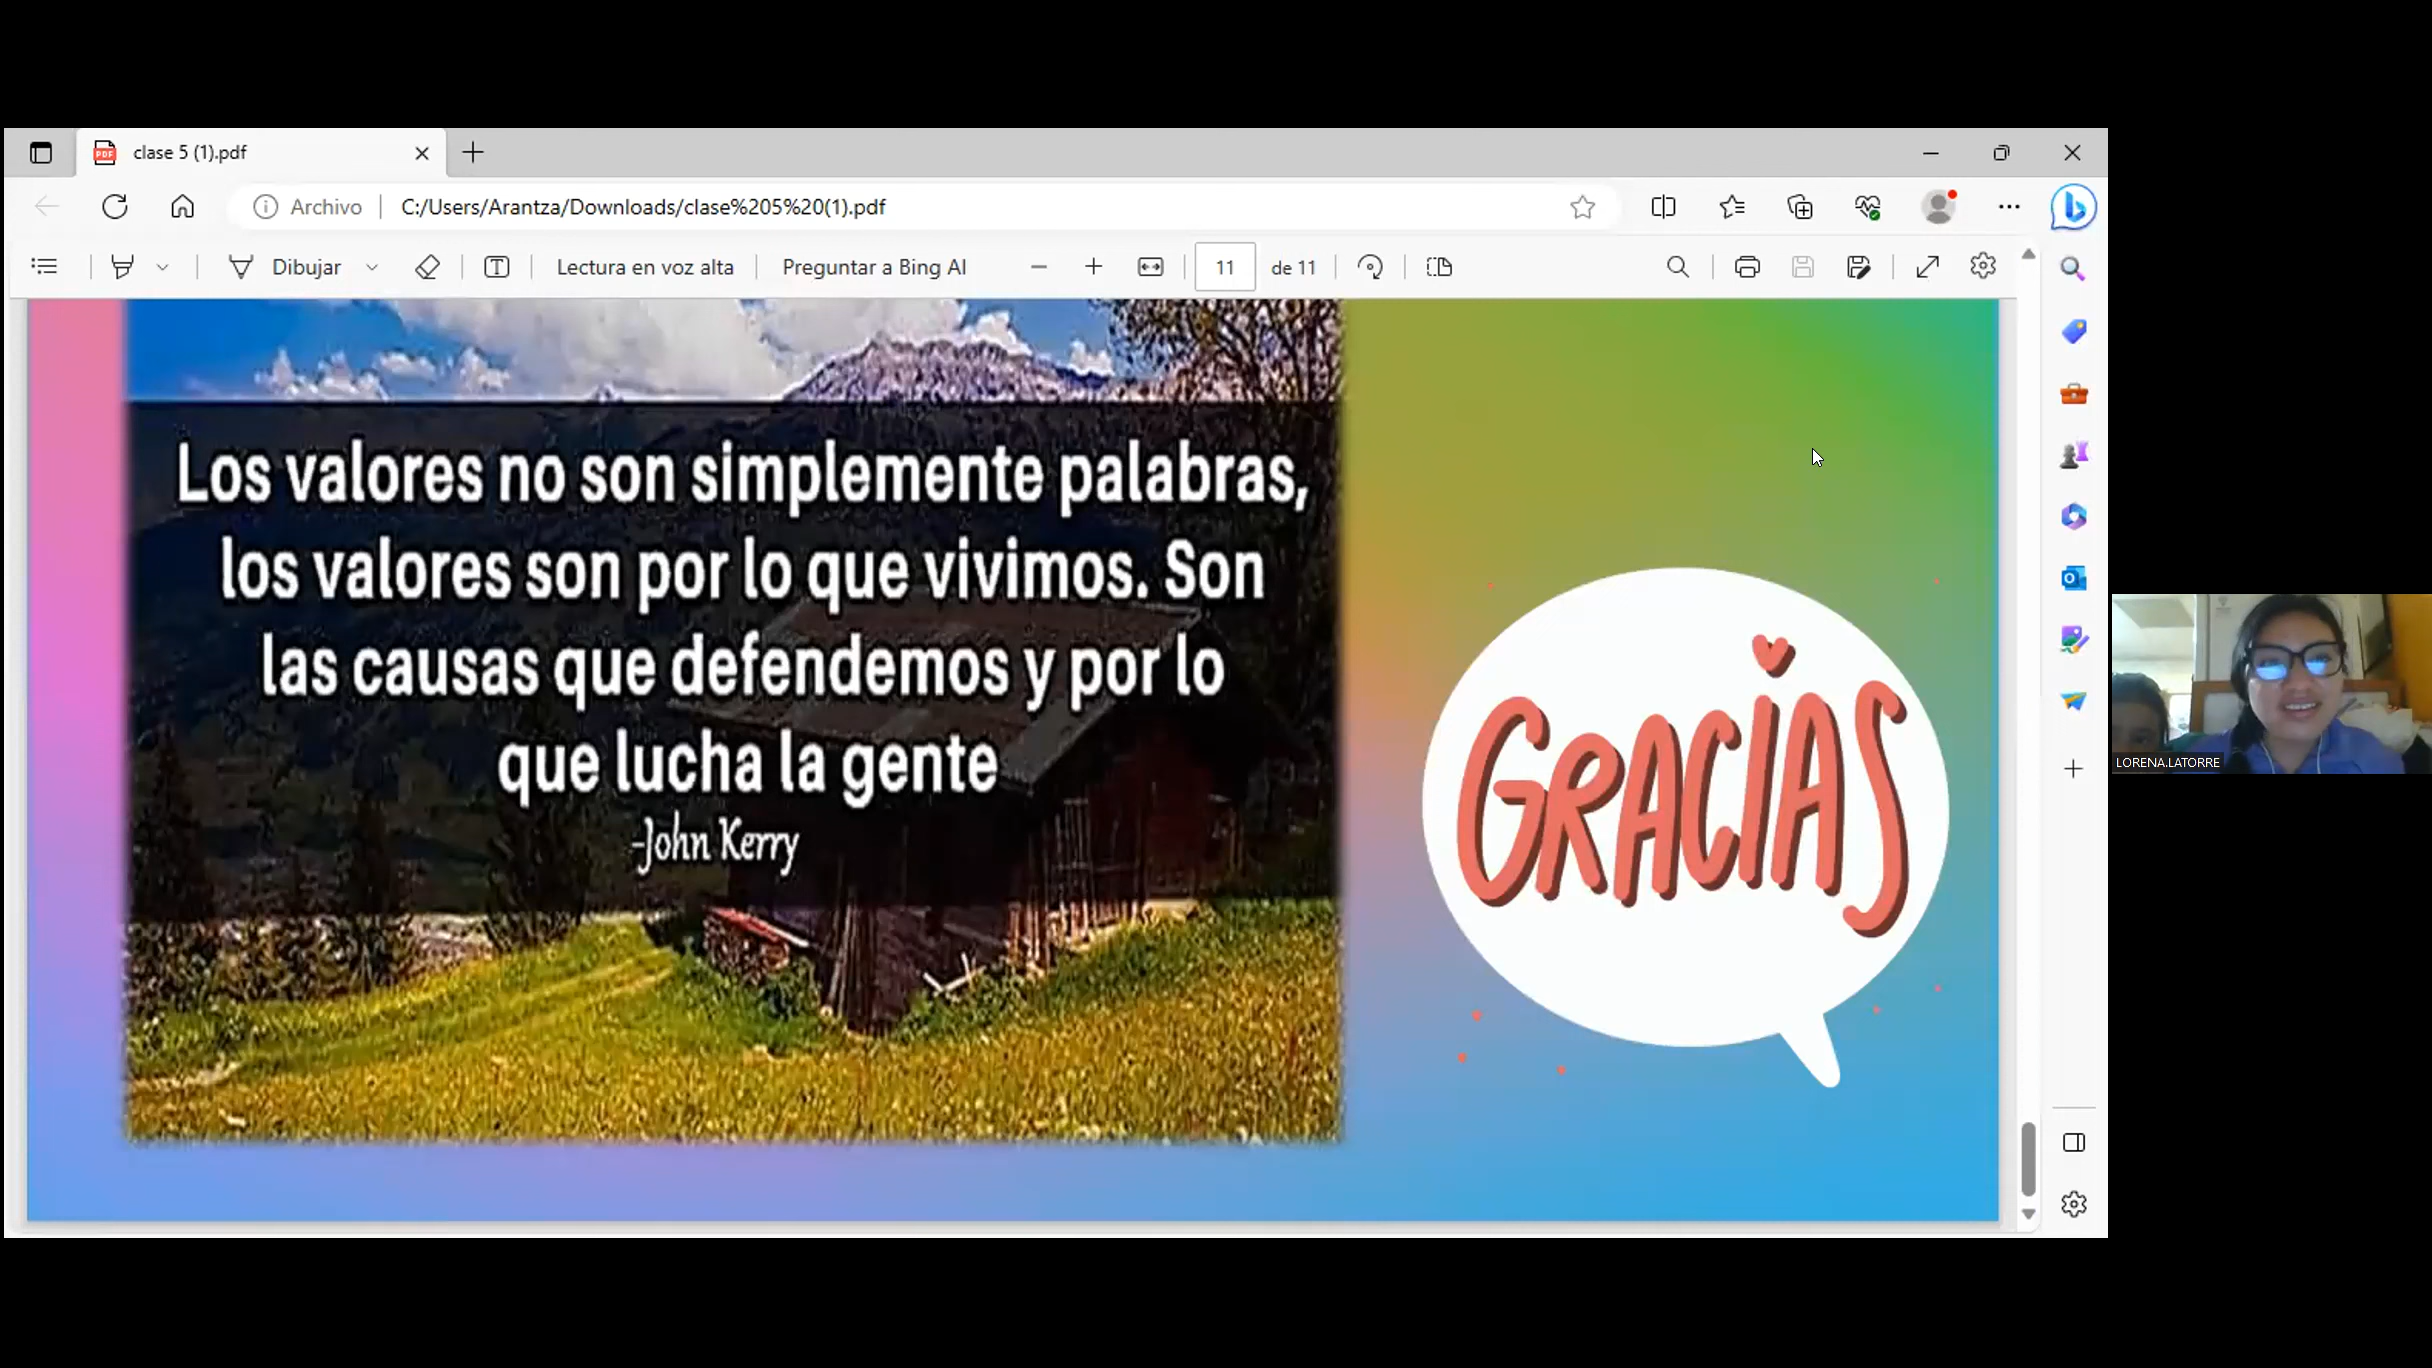 clase 5 (1).pdf
Archivo
C:/Users/Arantza/Downloads/clase%205%20(1).pdf
Dibujar
Lectura en voz alta
Preguntar a Bing AI
11
de 11
Los valores no son simplemente palabras,
los valores son por lo que vivimos. Son
las causas que defendemos y por lo
que lucha la gente
-John Kerry
GRACIAS
LORENA.LATORRE